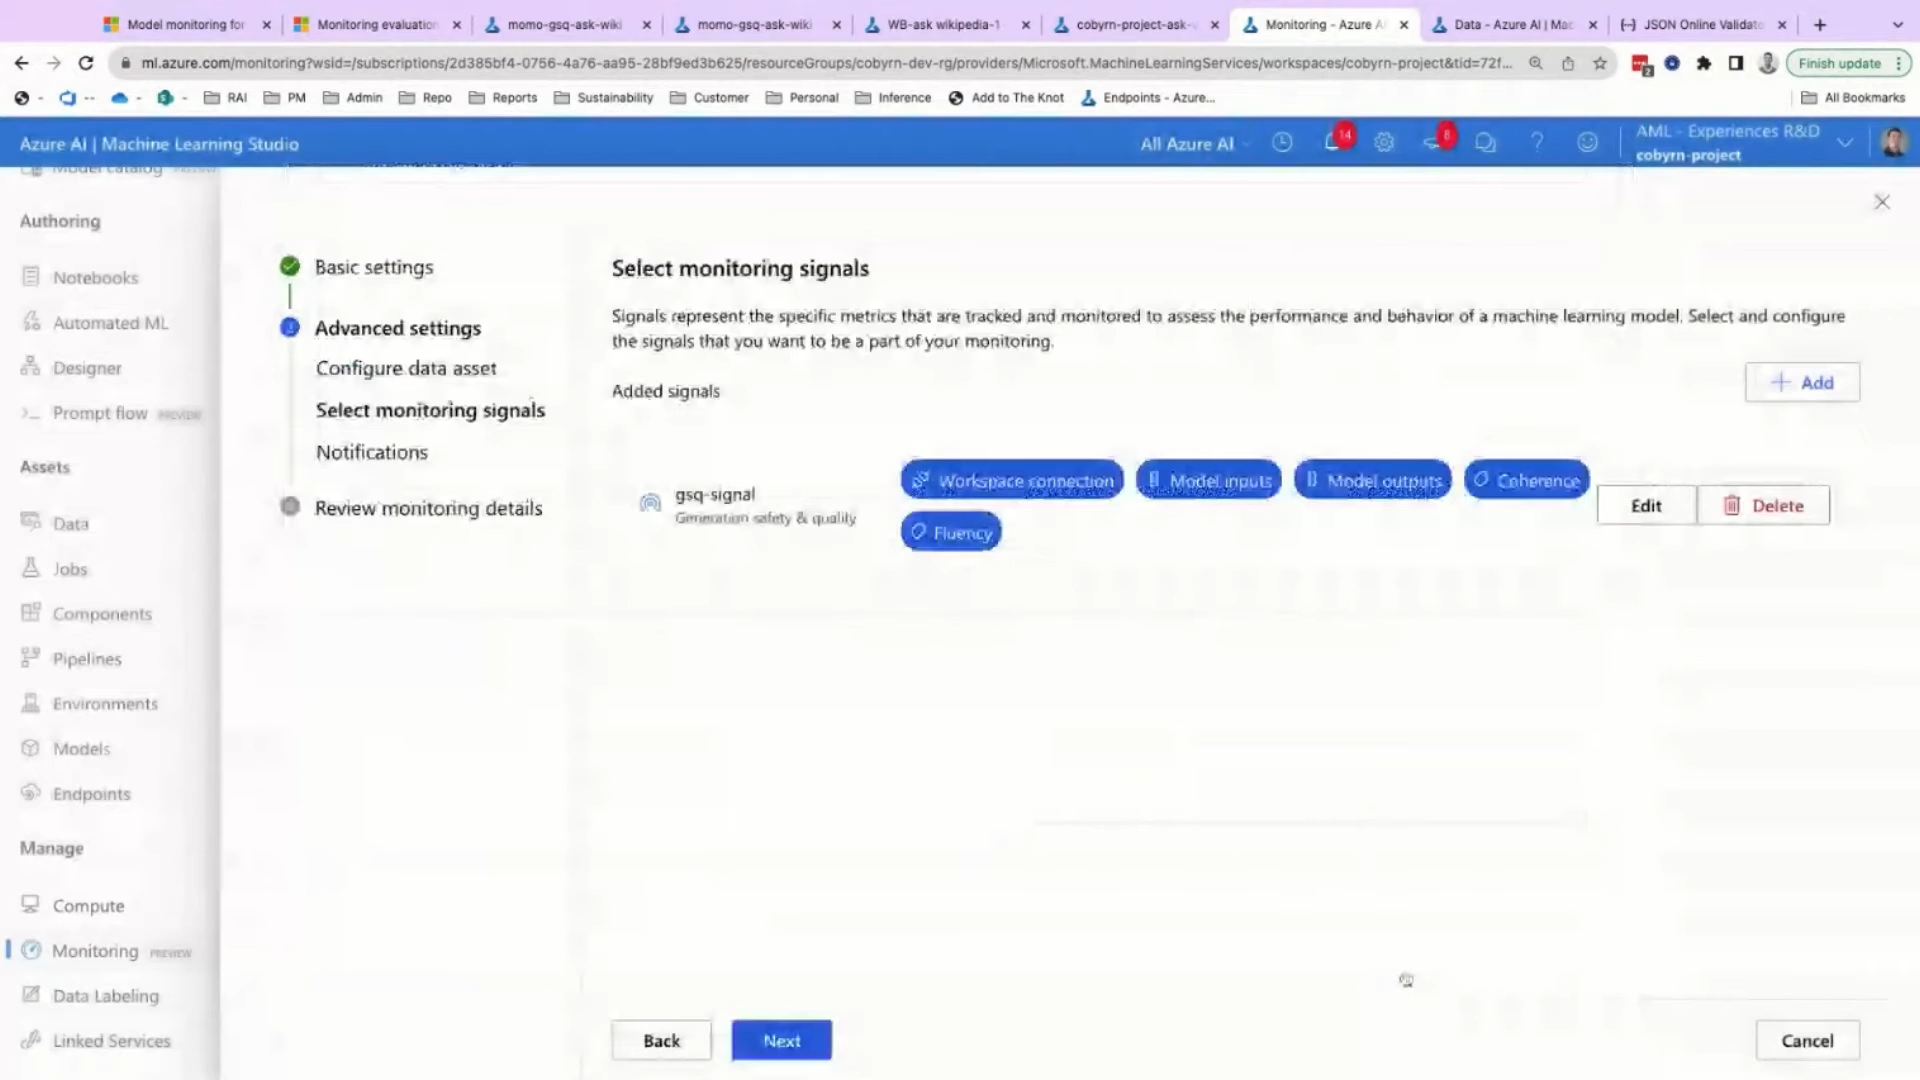 Model monitoring for
Monitoring evaluation
momo-gsq-ask-wiki
momo-gsq-ask-wiki
WB-ask wikipedia-1
cobyrn-project-ask-
Monitoring - Azure A
Data - Azure AI | Mac
JSON Online Validato
ml.azure.com/monitoring?wsid=/subscriptions/2d385bf4-0756-4a76-aa95-28bf9ed3b625/resourceGroups/cobyrn-dev-rg/providers/Microsoft.MachineLearningServices/workspaces/cobyrn-project&tid=72f...
2
Finish update
RAI
PM
Admin
Repo
Reports
Sustainability
Customer
Personal
Inference
Add to The Knot
Endpoints - Azure...
All Bookmarks
Azure AI | Machine Learning Studio
All Azure AI
14
8
AML - Experiences R&D
cobyrn-project
Model catalog PREVIEW
Authoring
Notebooks
Automated ML
Designer
Prompt flow PREVIEW
Assets
Data
Jobs
Components
Pipelines
Environments
Models
Endpoints
Manage
Compute
Monitoring PREVIEW
Data Labeling
Linked Services
Basic settings
Advanced settings
Configure data asset
Select monitoring signals
Notifications
Review monitoring details
Select monitoring signals
Signals represent the specific metrics that are tracked and monitored to assess the performance and behavior of a machine learning model. Select and configure
the signals that you want to be a part of your monitoring.
Added signals
Add
gsq-signal
Generation safety & quality
Workspace connection
Model inputs
Model outputs
Coherence
Fluency
Edit
Delete
Back
Next
Cancel